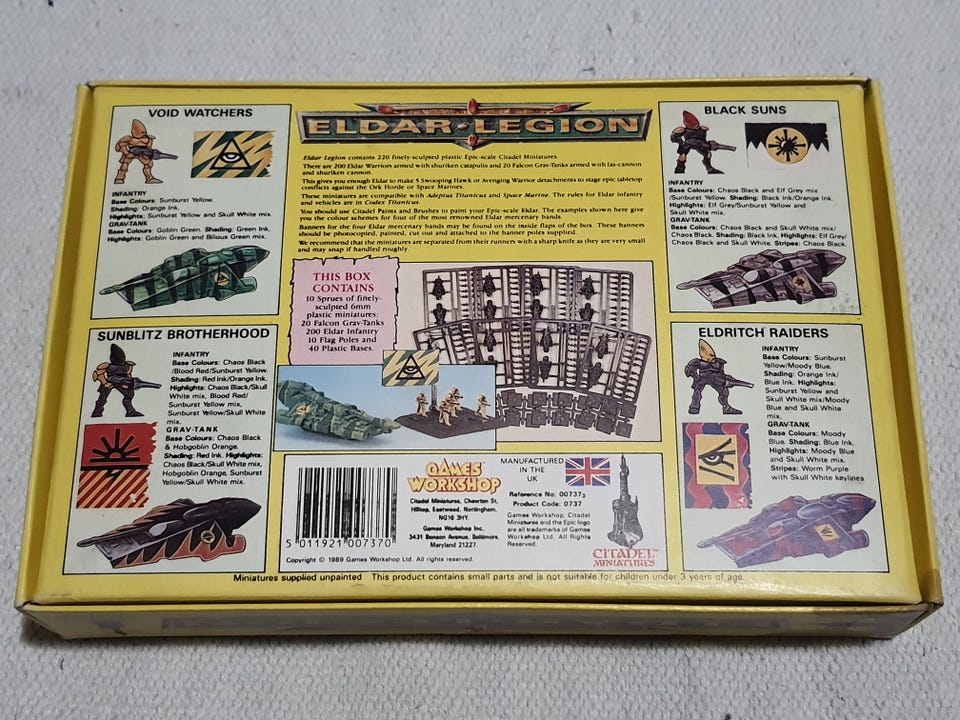 VOID WATCHERS
INFANTRY
Base Colours: Sunburst Yellow.
Shading: Orange Ink.
Highlights: Sunburst Yellow and Skull White mix.
GRAV-TANK
Base Colours: Goblin Green. Shading: Green Ink.
Highlights: Goblin Green and Bilious Green mix.
SUNBLITZ BROTHERHOOD
INFANTRY
Base Colours: Chaos Black
/Blood Red/Sunburst Yellow.
Shading: Red Ink/Orange Ink.
Highlights: Chaos Black/Skull
White mix, Blood Red/
Sunburst Yellow mix,
Sunburst Yellow/Skull White
mix.
GRAV-TANK
Base Colours: Chaos Black
& Hobgoblin Orange.
Shading: Red Ink. Highlights:
Chaos Black/Skull White mix,
Hobgoblin Orange, Sunburst
Yellow/Skull White mix.
ELDAR·LEGION
Eldar Legion contains 220 finely-sculpted plastic Epic-scale Citadel Miniatures.
There are 200 Eldar Warriors armed with shuriken catapults and 20 Falcon Grav-Tanks armed with las-cannon
and shuriken cannon.
This gives you enough Eldar to make 5 Swooping Hawk or Avenging Warrior detachments to stage epic tabletop
conflicts against the Ork Horde or Space Marines.
These miniatures are compatible with Adeptus Titanicus and Space Marine. The rules for Eldar infantry
and vehicles are in Codex Titanicus.
You should use Citadel Paints and Brushes to paint your Epic-scale Eldar. The examples shown here give
you the colour schemes for four of the most renowned Eldar mercenary bands.
Banners for the four Eldar mercenary bands may be found on the inside flaps of the box. These banners
should be photocopied, painted, cut out and attached to the banner poles supplied.
We recommend that the miniatures are separated from their runners with a sharp knife as they are very small
and may snap if handled roughly.
THIS BOX
CONTAINS
10 Sprues of finely-
sculpted 6mm
plastic miniatures:
20 Falcon Grav-Tanks
200 Eldar Infantry
10 Flag Poles and
40 Plastic Bases.
5 011921 007370
GAMES
WORKSHOP
Citadel Miniatures, Chewton St,
Hilltop, Eastwood, Nottingham,
NG16 3HY.
Games Workshop Inc.,
3431 Benson Avenue, Baltimore,
Maryland 21227.
Copyright © 1989 Games Workshop Ltd. All rights reserved.
MANUFACTURED
IN THE
UK
Reference No: 00737
Product Code: 0737
Games Workshop, Citadel
Miniatures and the Epic logo
are all trademarks of Games
Workshop Ltd. All Rights
Reserved.
CITADEL
MINIATURES
BLACK SUNS
INFANTRY
Base Colours: Chaos Black and Elf Grey mix
/Sunburst Yellow. Shading: Black Ink/Orange Ink.
Highlights: Elf Grey/Sunburst Yellow and
Skull White mix.
GRAV-TANK
Base Colours: Chaos Black and Skull White mix/
Chaos Black. Shading: Black Ink. Highlights: Elf Grey/
Chaos Black and Skull White. Stripes: Chaos Black.
ELDRITCH RAIDERS
INFANTRY
Base Colours: Sunburst
Yellow/Moody Blue.
Shading: Orange Ink/
Blue Ink. Highlights:
Sunburst Yellow and
Skull White mix/Moody
Blue and Skull White
mix.
GRAV-TANK
Base Colours: Moody
Blue. Shading: Blue Ink.
Highlights: Moody Blue
and Skull White mix.
Stripes: Worm Purple
with Skull White keylines
Miniatures supplied unpainted This product contains small parts and is not suitable for children under 3 years of age.